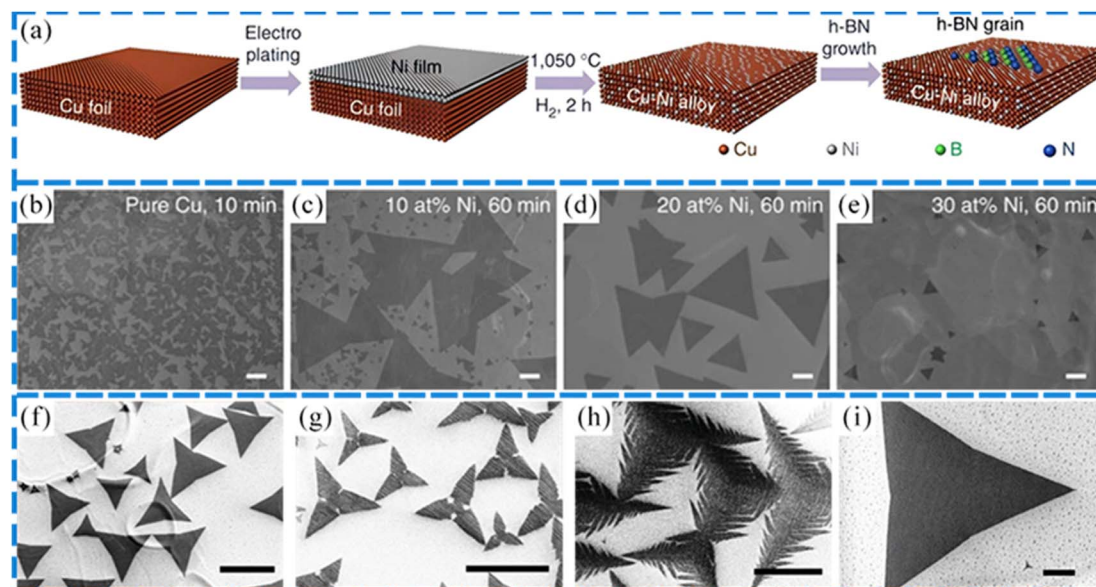 (a)
Electro
plating
Ni film
Cu foil
Cu foil
1,050 °C
H₂, 2 h
Cu-Ni alloy
h-BN
growth
h-BN grain
Cu-Ni alloy
Cu
Ni
B
N
(b)
Pure Cu, 10 min
(c)
10 at% Ni, 60 min
(d)
20 at% Ni, 60 min
(e)
30 at% Ni, 60 min
(f)
(g)
(h)
(i)